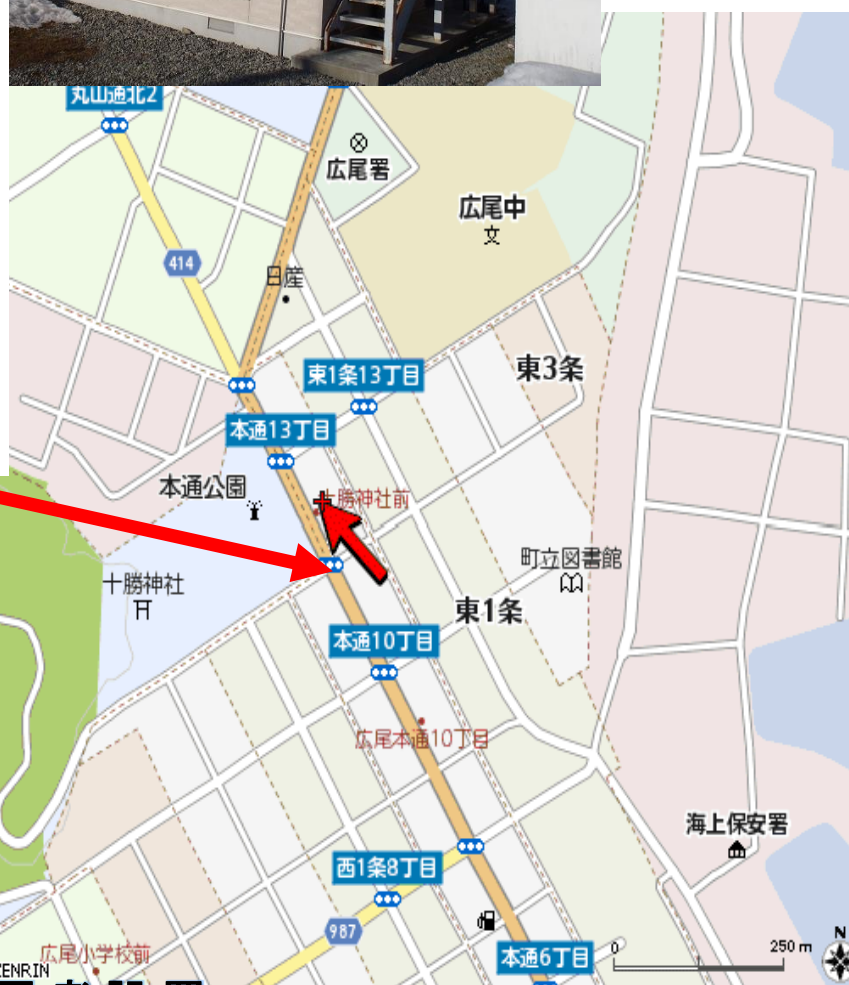 丸山通北2
広尾署
広尾中
文
414
日産
東1条13丁目
東3条
本通13丁目
本通公園
十勝神社前
町立図書館
十勝神社
東1条
本通10丁目
広尾本通10丁目
海上保安署
西1条8丁目
987
広尾小学校前
本通6丁目
0
250 m
N
ZENRIN